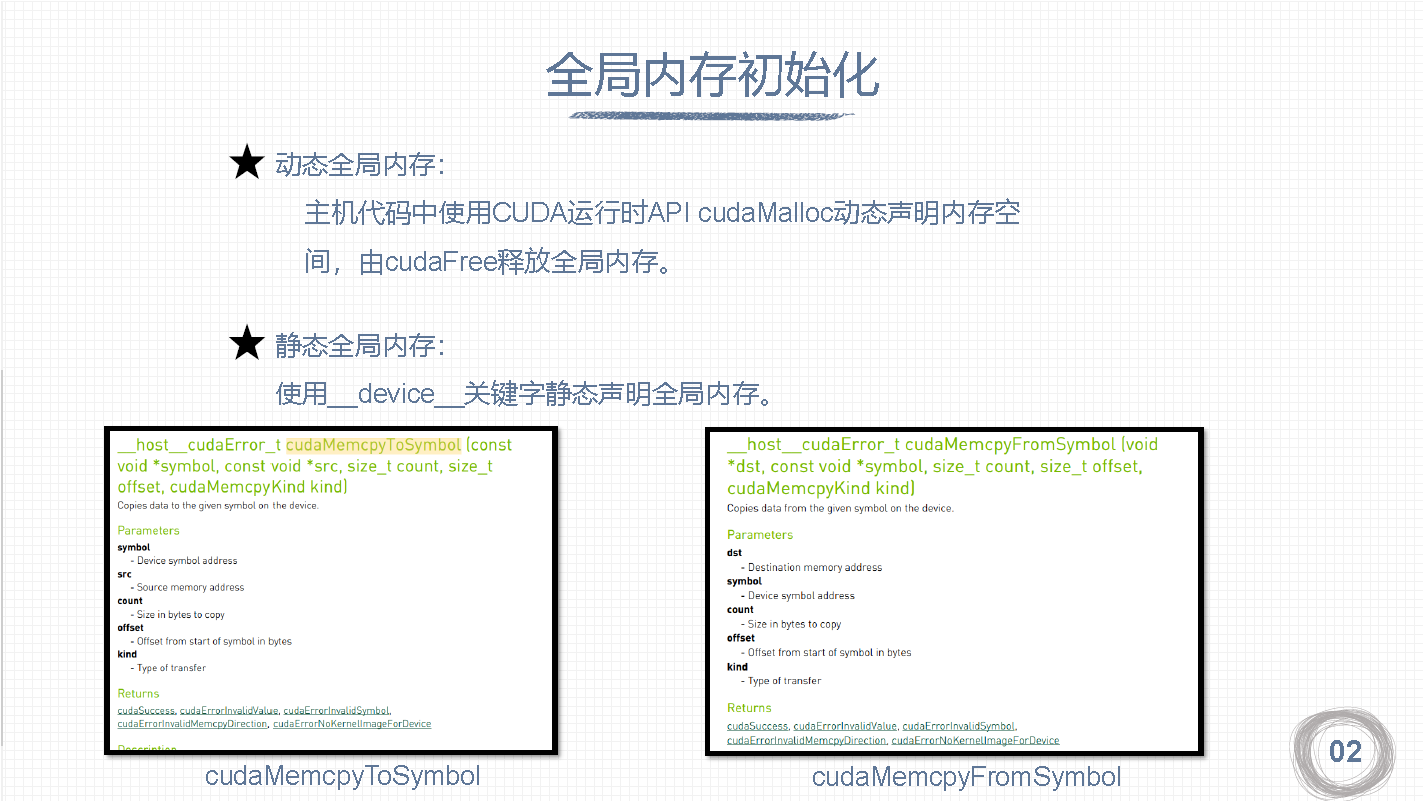 全局内存初始化
★ 动态全局内存：
主机代码中使用CUDA运行时API cudaMalloc动态声明内存空
间，由cudaFree释放全局内存。
★ 静态全局内存：
使用__device__关键字静态声明全局内存。
__host__cudaError_t cudaMemcpyToSymbol (const
void *symbol, const void *src, size_t count, size_t
offset, cudaMemcpyKind kind)
Copies data to the given symbol on the device.
Parameters
symbol
- Device symbol address
src
- Source memory address
count
- Size in bytes to copy
offset
- Offset from start of symbol in bytes
kind
- Type of transfer
Returns
cudaSuccess, cudaErrorInvalidValue, cudaErrorInvalidSymbol,
cudaErrorInvalidMemcpyDirection, cudaErrorNoKernelImageForDevice
Description
cudaMemcpyToSymbol
__host__cudaError_t cudaMemcpyFromSymbol (void
*dst, const void *symbol, size_t count, size_t offset,
cudaMemcpyKind kind)
Copies data from the given symbol on the device.
Parameters
dst
- Destination memory address
symbol
- Device symbol address
count
- Size in bytes to copy
offset
- Offset from start of symbol in bytes
kind
- Type of transfer
Returns
cudaSuccess, cudaErrorInvalidValue, cudaErrorInvalidSymbol,
cudaErrorInvalidMemcpyDirection, cudaErrorNoKernelImageForDevice
cudaMemcpyFromSymbol
02